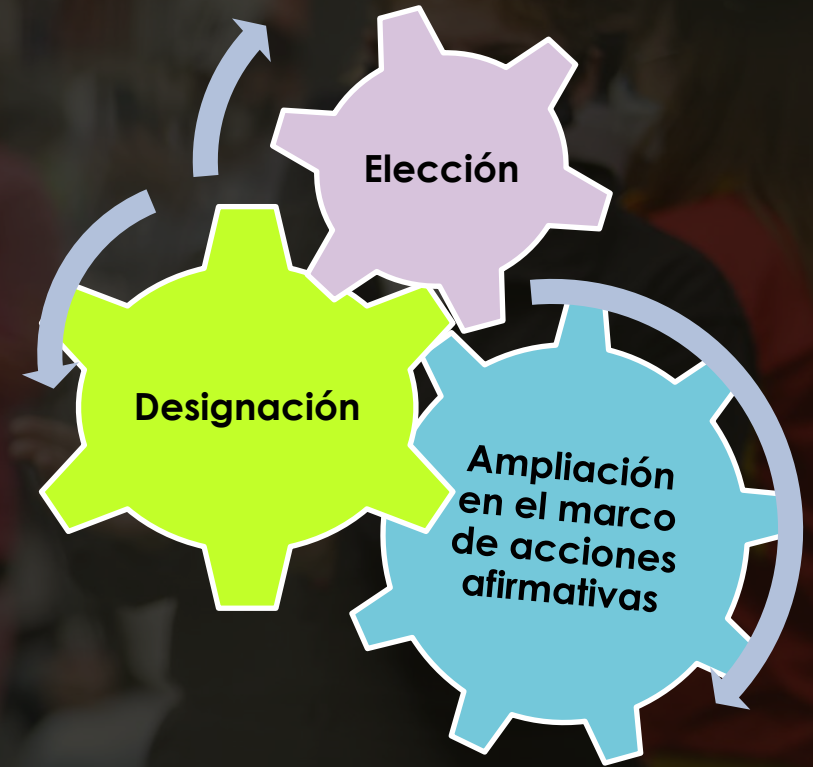 Elección
Designación
Ampliación
en el marco
de acciones
afirmativas